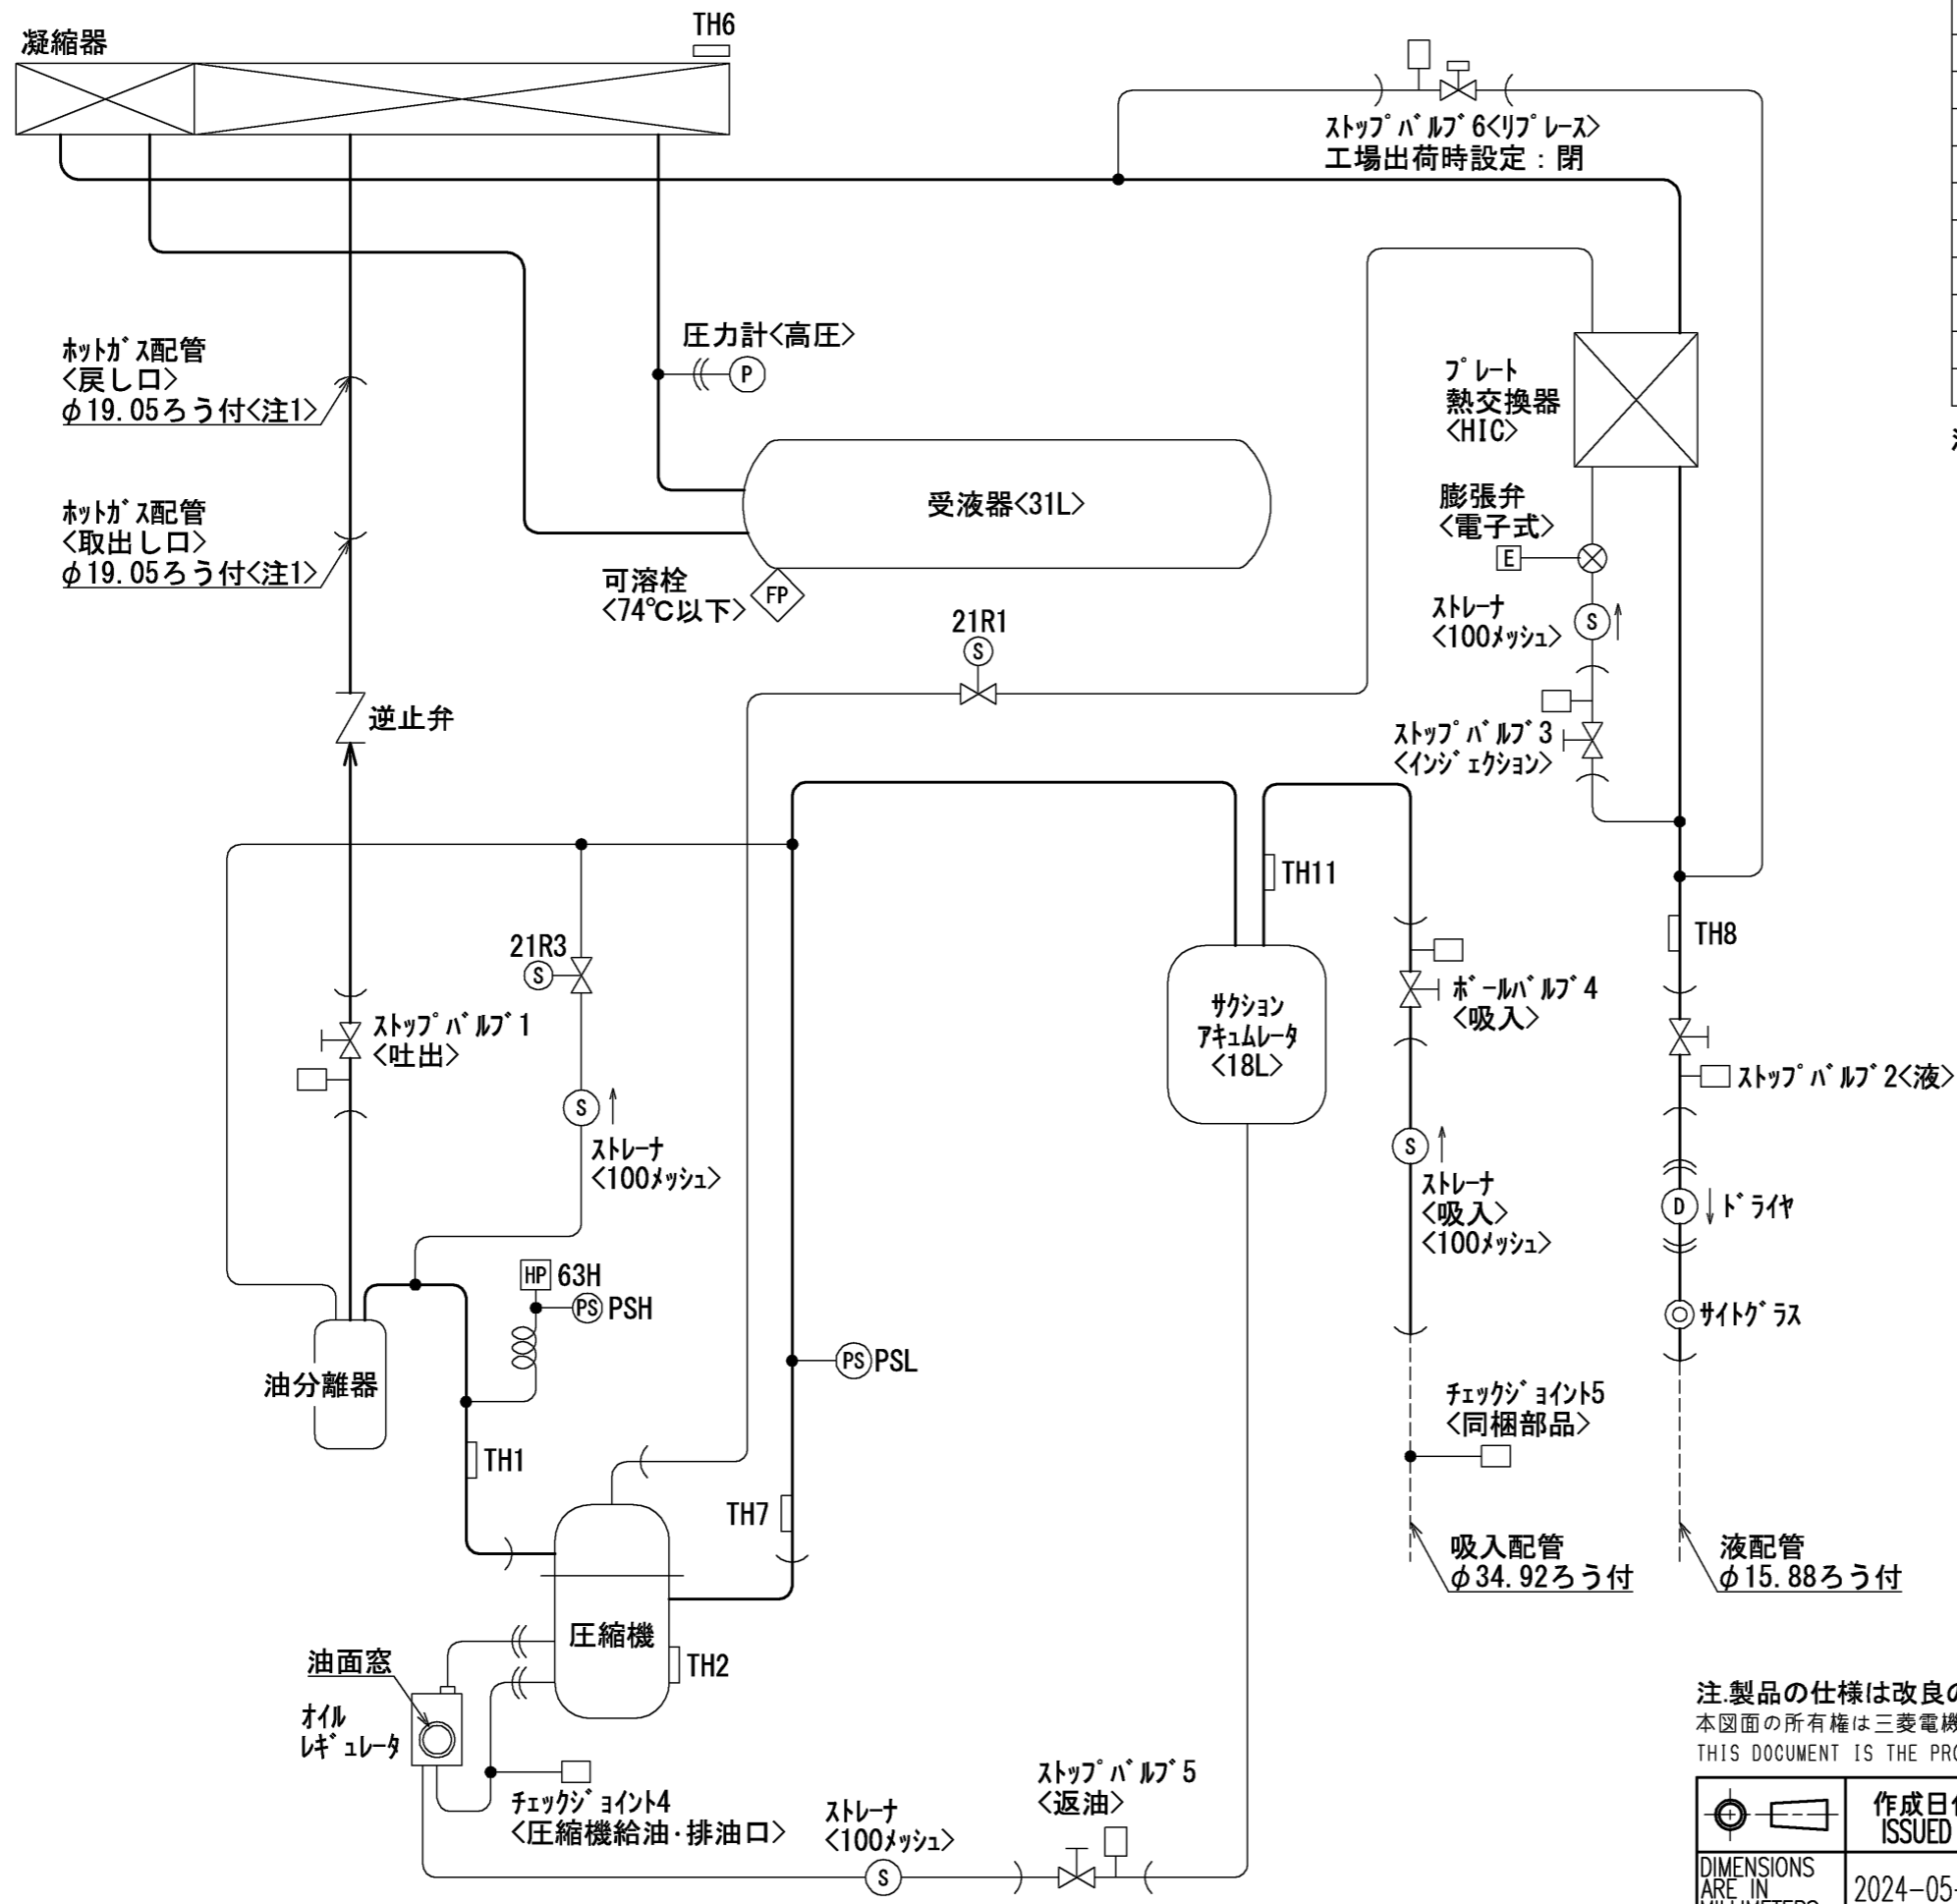 凝縮器
TH6
ストップバルブ6<リプレース>
工場出荷時設定：閉
ホットガス配管
<戻し口>
φ19.05ろう付<注1>
圧力計<高圧>
P
プレート
熱交換器
<HIC>
ホットガス配管
<取出し口>
φ19.05ろう付<注1>
受液器<31L>
膨張弁
<電子式>
E
可溶栓
<74℃以下>
FP
21R1
S
ストレーナ
<100メッシュ>
S
逆止弁
ストップバルブ3
<インジェクション>
TH11
TH8
21R3
S
ボールバルブ4
<吸入>
サクション
アキュムレータ
<18L>
ストップバルブ1
<吐出>
ストップバルブ2<液>
S
ストレーナ
<100メッシュ>
S
ストレーナ
<吸入>
<100メッシュ>
D
ドライヤ
HP 63H
PS PSH
サイトグラス
PS PSL
油分離器
チェックジョイント5
<同梱部品>
TH1
TH7
吸入配管
φ34.92ろう付
液配管
φ15.88ろう付
圧縮機
TH2
油面窓
オイル
レギュレータ
チェックジョイント4
<圧縮機給油・排油口>
ストレーナ
<100メッシュ>
S
ストップバルブ5
<返油>
注.製品の仕様は改良の
本図面の所有権は三菱電機
THIS DOCUMENT IS THE PRO
作成日付
ISSUED
DIMENSIONS
ARE IN
MILLIMETERS
2024-05-